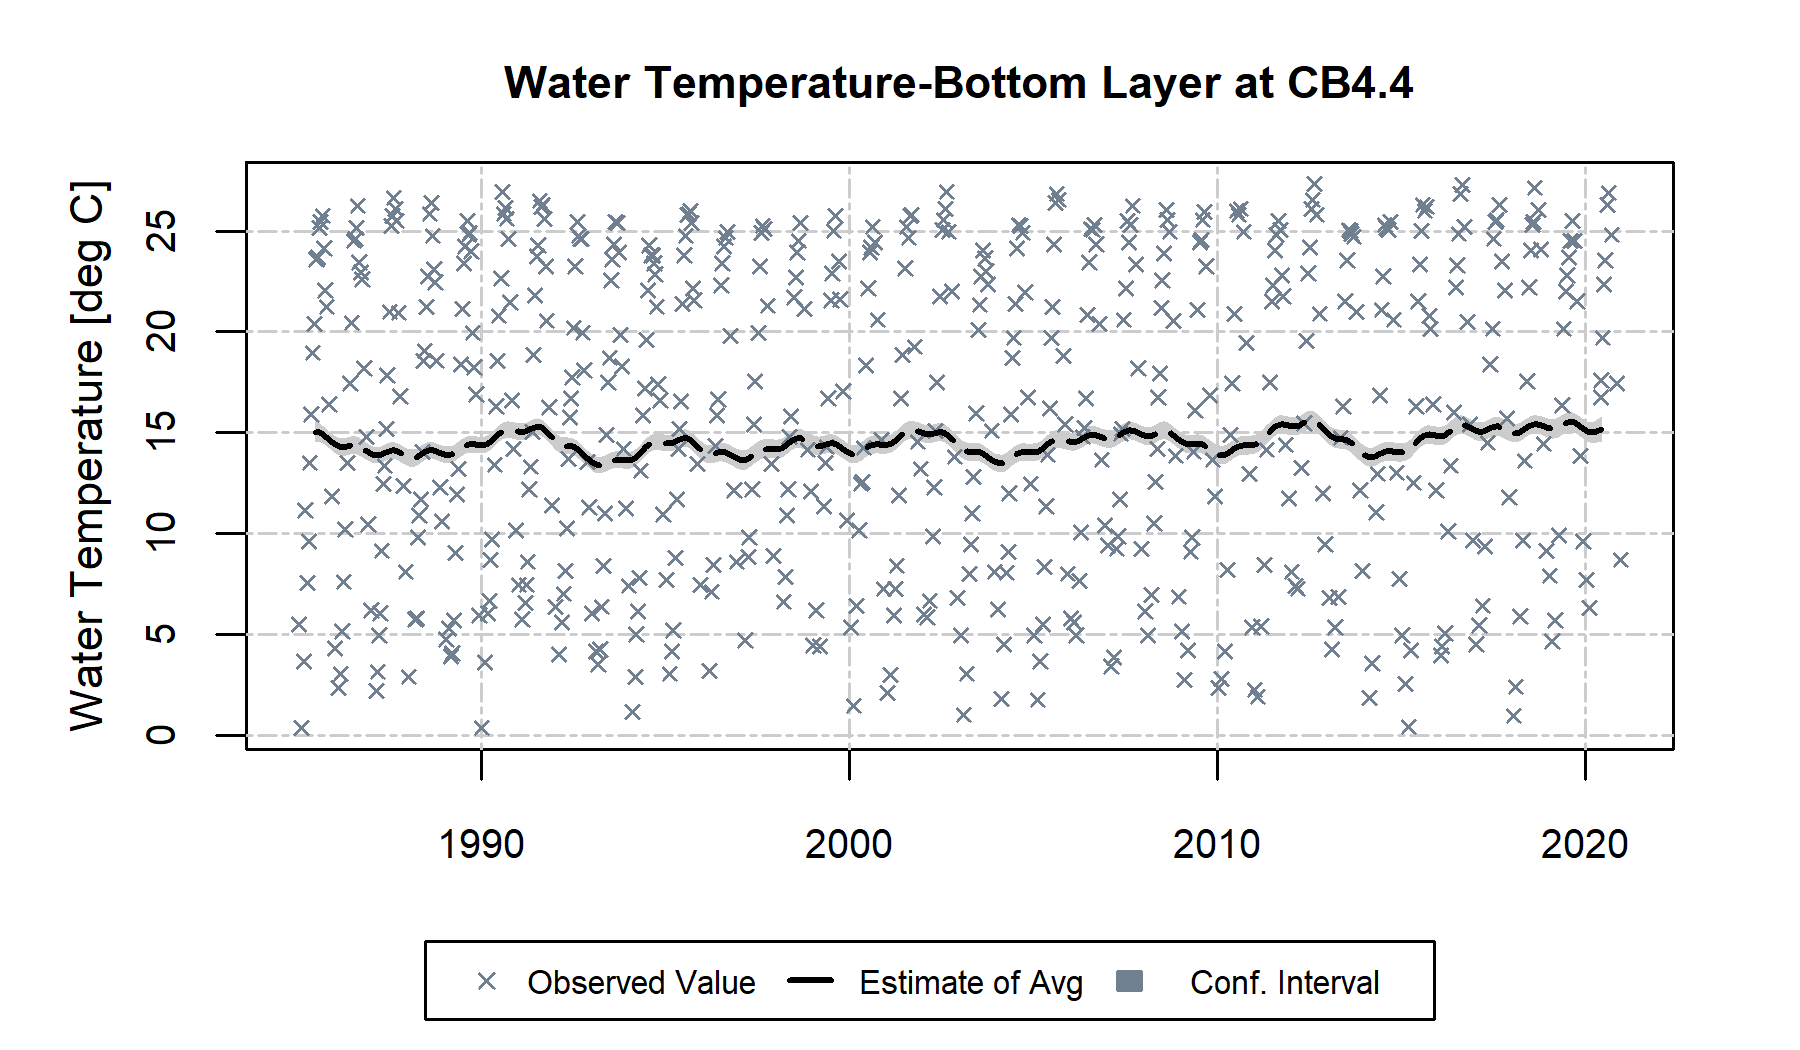 Water Temperature-Bottom Layer at CB4.4
Water Temperature [deg C]
25
20
15
10
5
0
1990 2000 2010 2020
Observed Value Estimate of Avg Conf. Interval